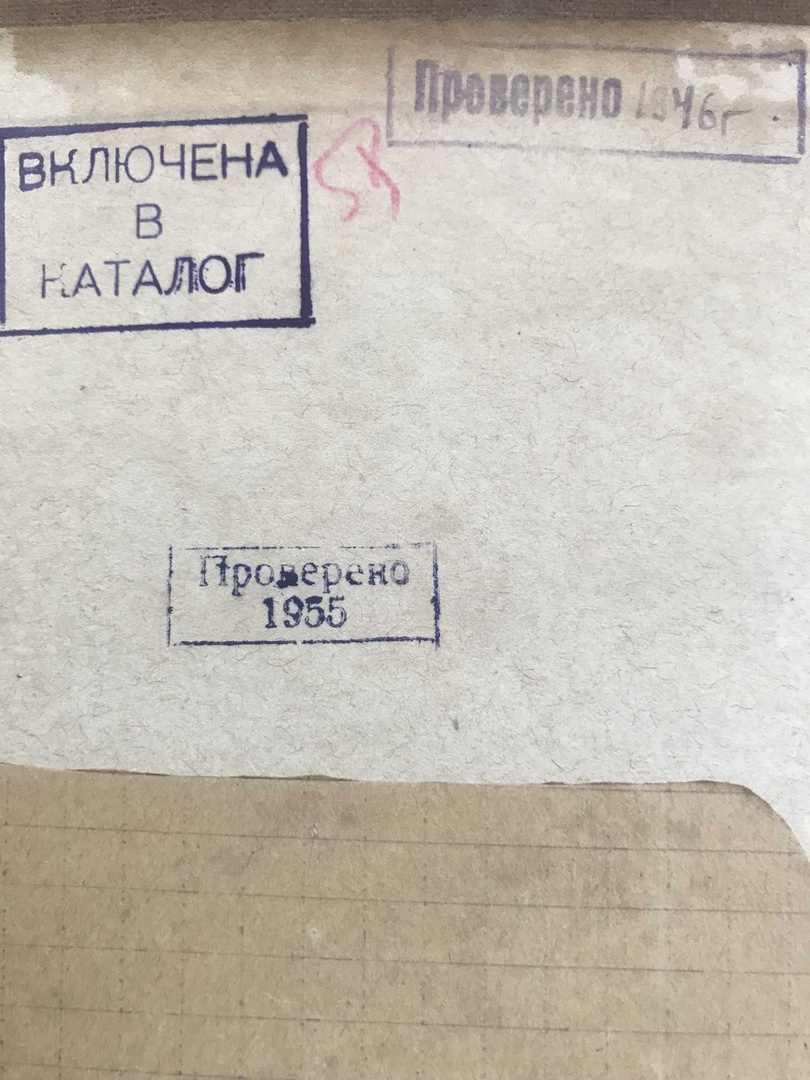 Проверено 1946г.
ВКЛЮЧЕНА
В
КАТАЛОГ
Проверено
1955